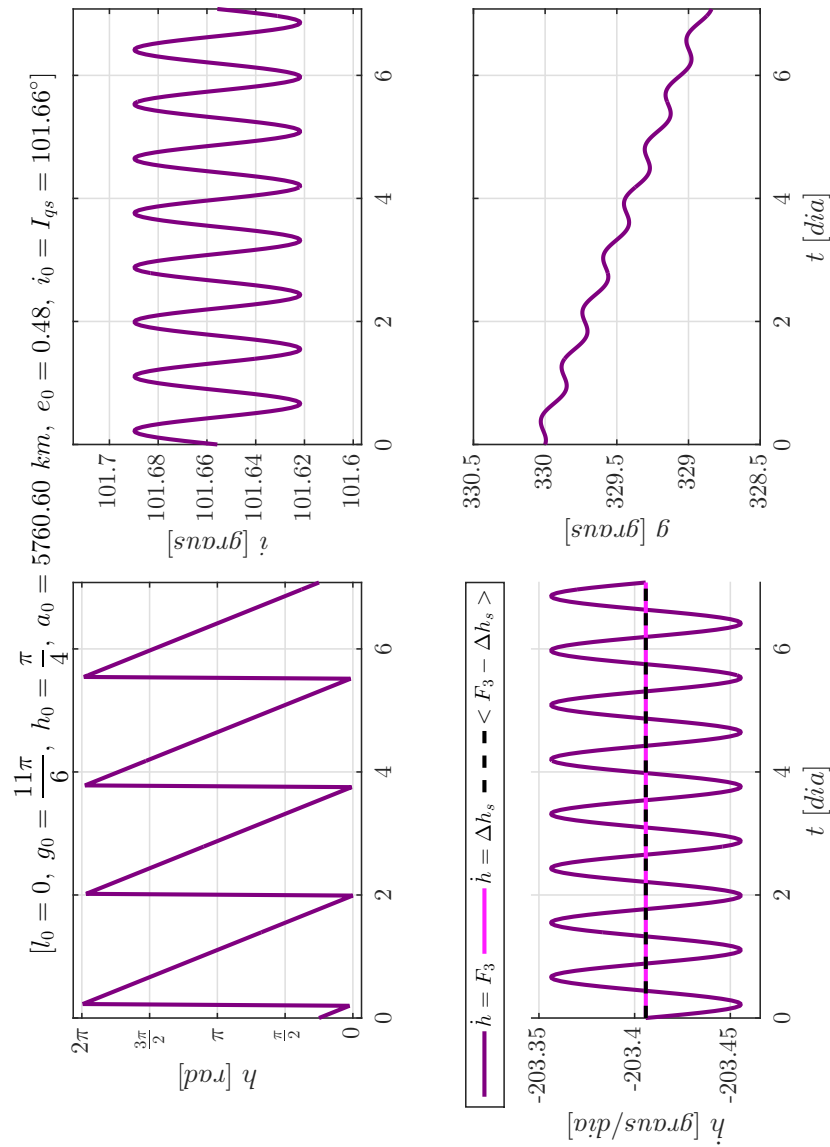 [l₀ = 0, g₀ = 11π/6, h₀ = π/4, a₀ = 5760.60 km, e₀ = 0.48, i₀ = I_qs = 101.66°]
h [rad]
2π
3π/2
π
π/2
0
0 2 4 6
i [graus]
101.7
101.68
101.66
101.64
101.62
101.6
0 2 4 6
ḣ = F₃ ḣ = Δh_s < F₃ − Δh_s >
ḣ [graus/dia]
-203.35
-203.4
-203.45
0 2 4 6
t [dia]
g [graus]
330.5
330
329.5
329
328.5
0 2 4 6
t [dia]